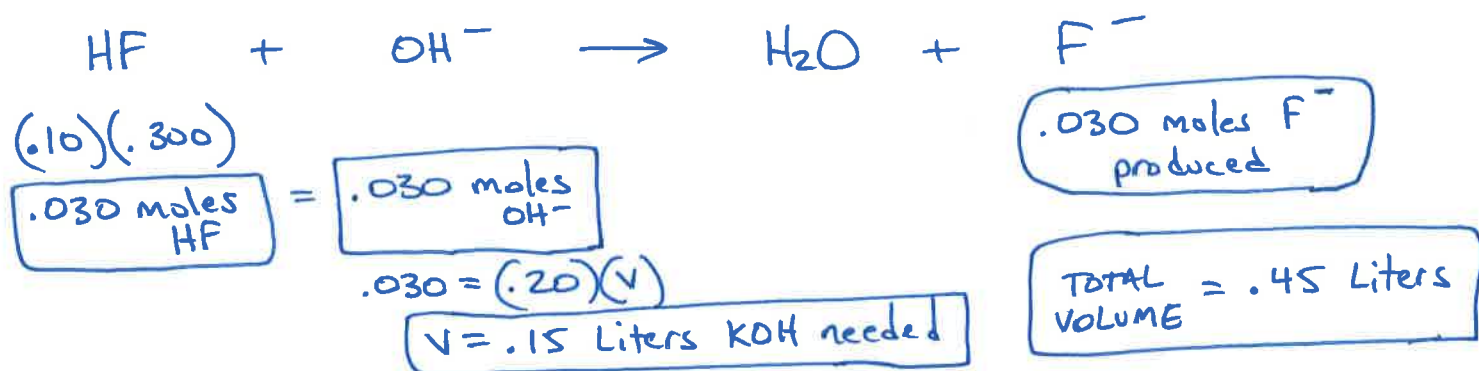 HF + OH⁻ → H₂O + F⁻
(.10)(.300)
.030 moles HF = .030 moles OH⁻
.030 = (.20)(V)
V = .15 Liters KOH needed
.030 moles F⁻
produced
TOTAL VOLUME = .45 Liters